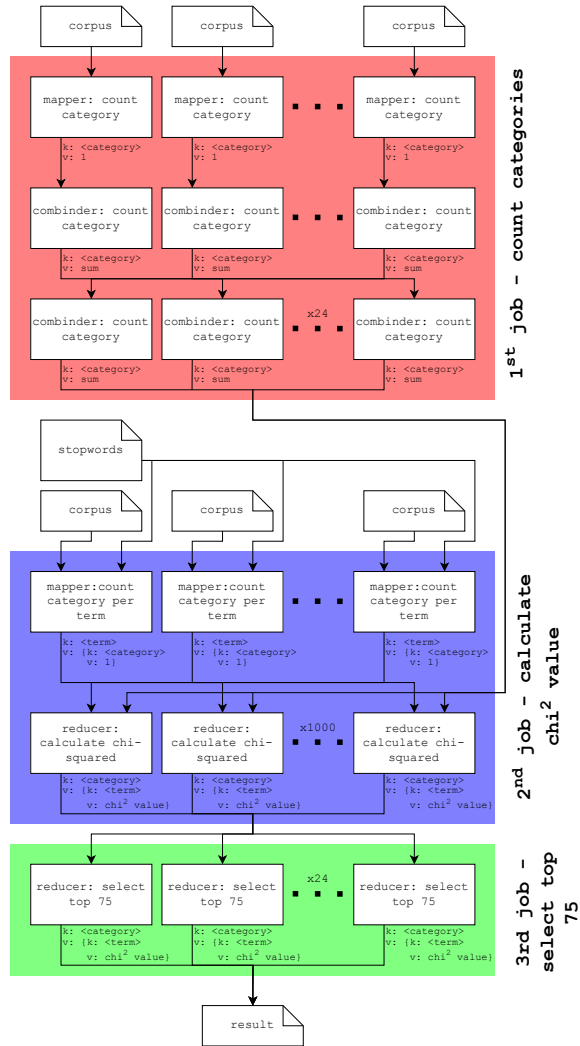 corpus
corpus
corpus
mapper: count
category
mapper: count
category
mapper: count
category
k: <category>
v: 1
k: <category>
v: 1
k: <category>
v: 1
combinder: count
category
combinder: count
category
combinder: count
category
k: <category>
v: sum
k: <category>
v: sum
k: <category>
v: sum
combinder: count
category
combinder: count
category
x24
combinder: count
category
k: <category>
v: sum
k: <category>
v: sum
k: <category>
v: sum
1st job - count categories
stopwords
corpus
corpus
corpus
mapper:count
category per
term
mapper:count
category per
term
mapper:count
category per
term
k: <term>
v: {k: <category>
v: 1}
k: <term>
v: {k: <category>
v: 1}
k: <term>
v: {k: <category>
v: 1}
reducer:
calculate chi-
squared
reducer:
calculate chi-
squared
x1000
reducer:
calculate chi-
squared
k: <category>
v: {k: <term>
v: chi2 value}
k: <category>
v: {k: <term>
v: chi2 value}
k: <category>
v: {k: <term>
v: chi2 value}
2nd job - calculate
chi2 value
reducer: select
top 75
reducer: select
top 75
x24
reducer: select
top 75
k: <category>
v: {k: <term>
v: chi2 value}
k: <category>
v: {k: <term>
v: chi2 value}
k: <category>
v: {k: <term>
v: chi2 value}
3rd job -
select top
75
result